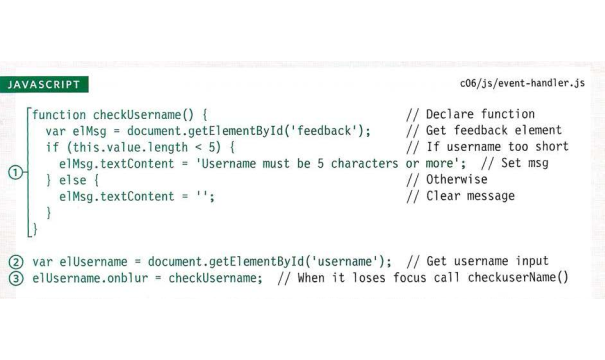 JAVASCRIPT c06/js/event-handler.js
function checkUsername() { // Declare function
var elMsg = document.getElementById('feedback'); // Get feedback element
if (this.value.length < 5) { // If username too short
① elMsg.textContent = 'Username must be 5 characters or more'; // Set msg
} else { // Otherwise
elMsg.textContent = ''; // Clear message
}
}
② var elUsername = document.getElementById('username'); // Get username input
③ elUsername.onblur = checkUsername; // When it loses focus call checkuserName()